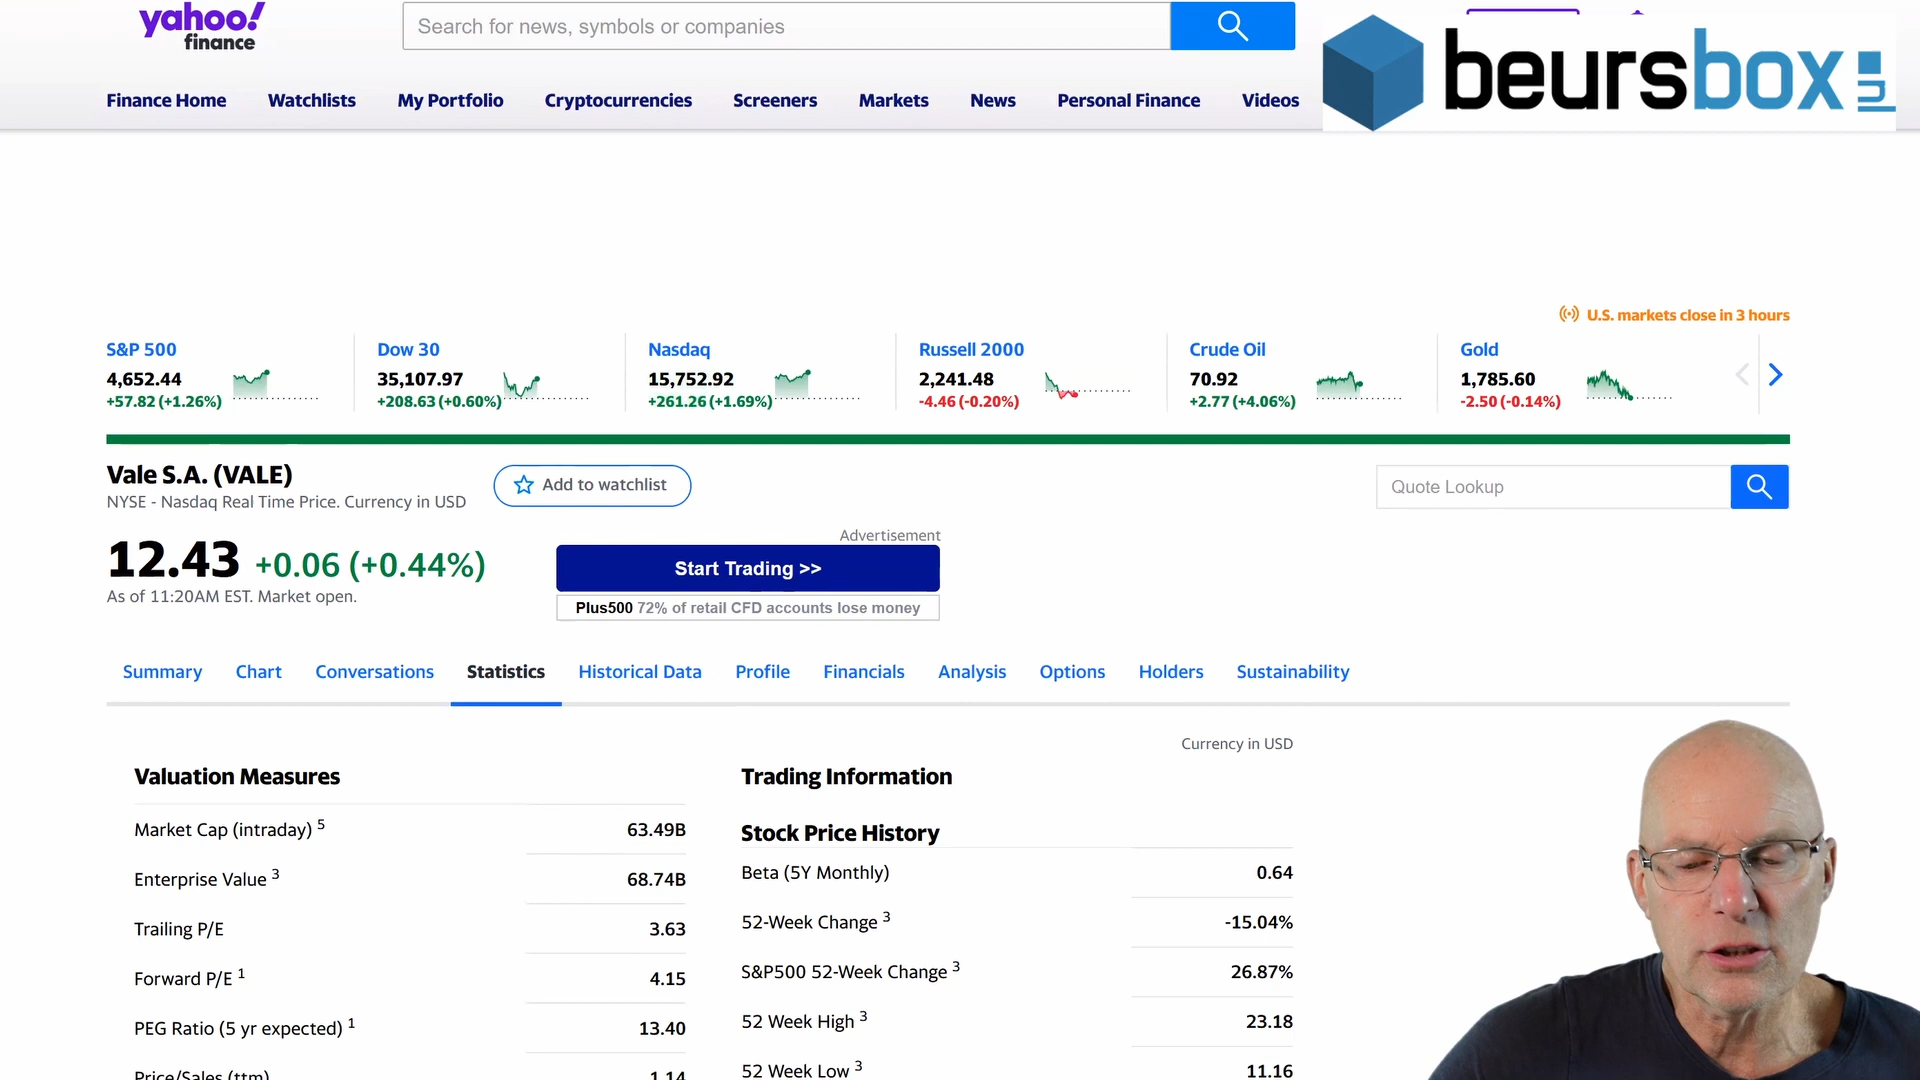 yahoo!
finance
Search for news, symbols or companies
beursbox.nl
Finance Home Watchlists My Portfolio Cryptocurrencies Screeners Markets News Personal Finance Videos
U.S. markets close in 3 hours
S&P 500 Dow 30 Nasdaq Russell 2000 Crude Oil Gold
4,652.44 35,107.97 15,752.92 2,241.48 70.92 1,785.60
+57.82 (+1.26%) +208.63 (+0.60%) +261.26 (+1.69%) -4.46 (-0.20%) +2.77 (+4.06%) -2.50 (-0.14%)
Vale S.A. (VALE)
Add to watchlist
Quote Lookup
NYSE - Nasdaq Real Time Price. Currency in USD
Advertisement
12.43 +0.06 (+0.44%)
Start Trading >>
As of 11:20AM EST. Market open.
Plus500 72% of retail CFD accounts lose money
Summary Chart Conversations Statistics Historical Data Profile Financials Analysis Options Holders Sustainability
Currency in USD
Valuation Measures
Market Cap (intraday) 5 63.49B
Enterprise Value 3 68.74B
Trailing P/E 3.63
Forward P/E 1 4.15
PEG Ratio (5 yr expected) 1 13.40
Price/Sales (ttm) 1.14
Trading Information
Stock Price History
Beta (5Y Monthly) 0.64
52-Week Change 3 -15.04%
S&P500 52-Week Change 3 26.87%
52 Week High 3 23.18
52 Week Low 3 11.16